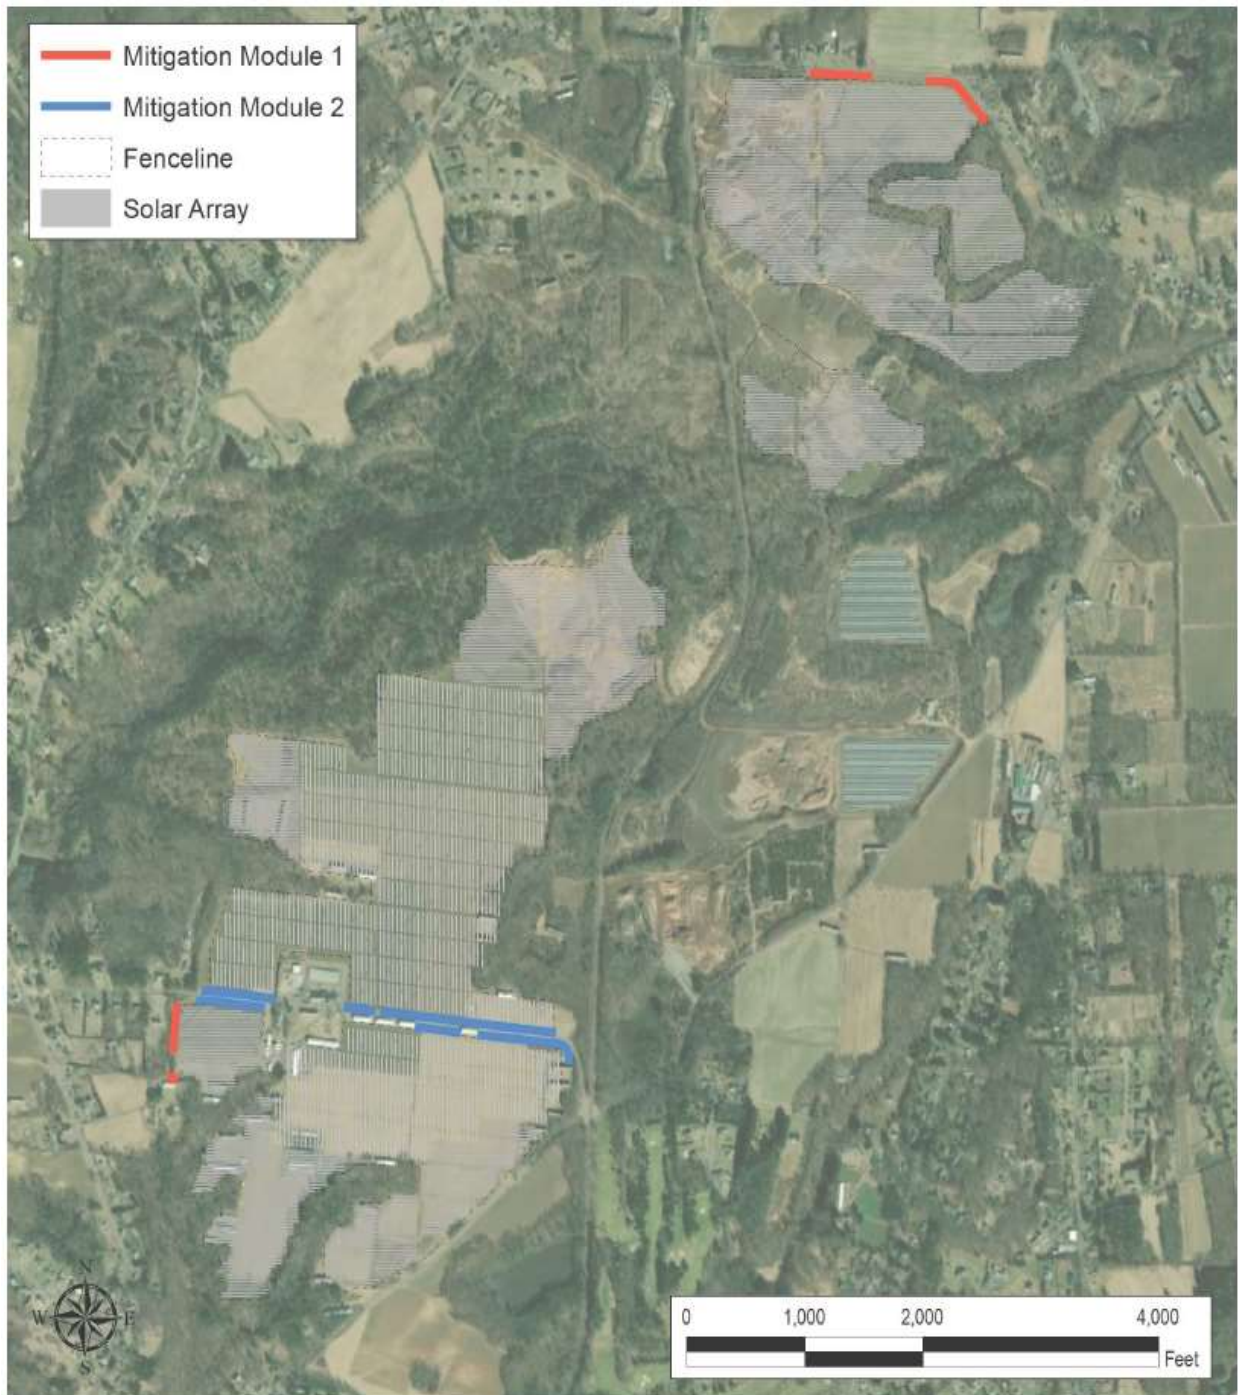 Mitigation Module 1
Mitigation Module 2
Fenceline
Solar Array
N
W E
S
0 1,000 2,000 4,000
Feet